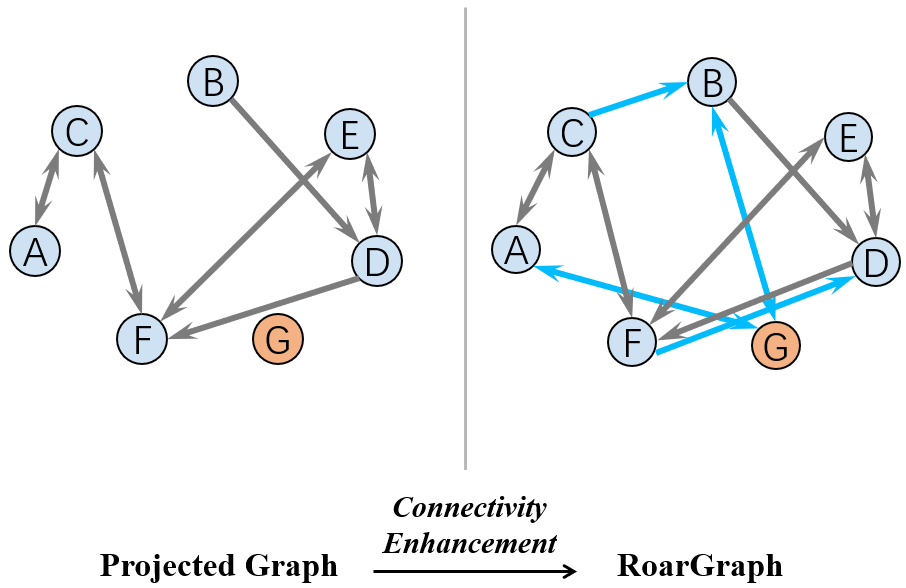 B
E
C
A
D
F
G
B
E
C
A
D
F
G
Connectivity
Enhancement
Projected Graph
RoarGraph